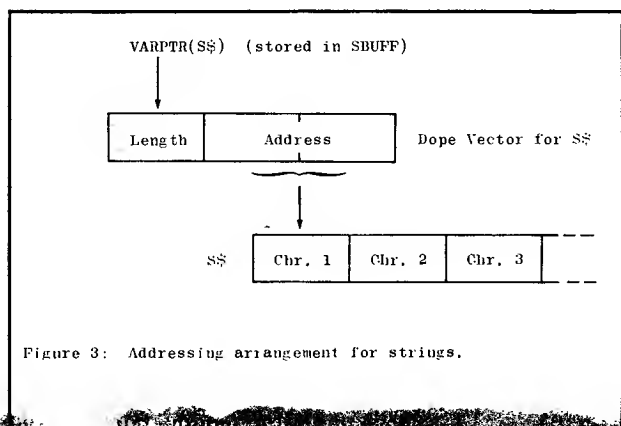 VARPTR(S$) (stored in SBUFF)
Length Address Dope Vector for S$
S$ Chr. 1 Chr. 2 Chr. 3
Figure 3: Addressing arrangement for strings.